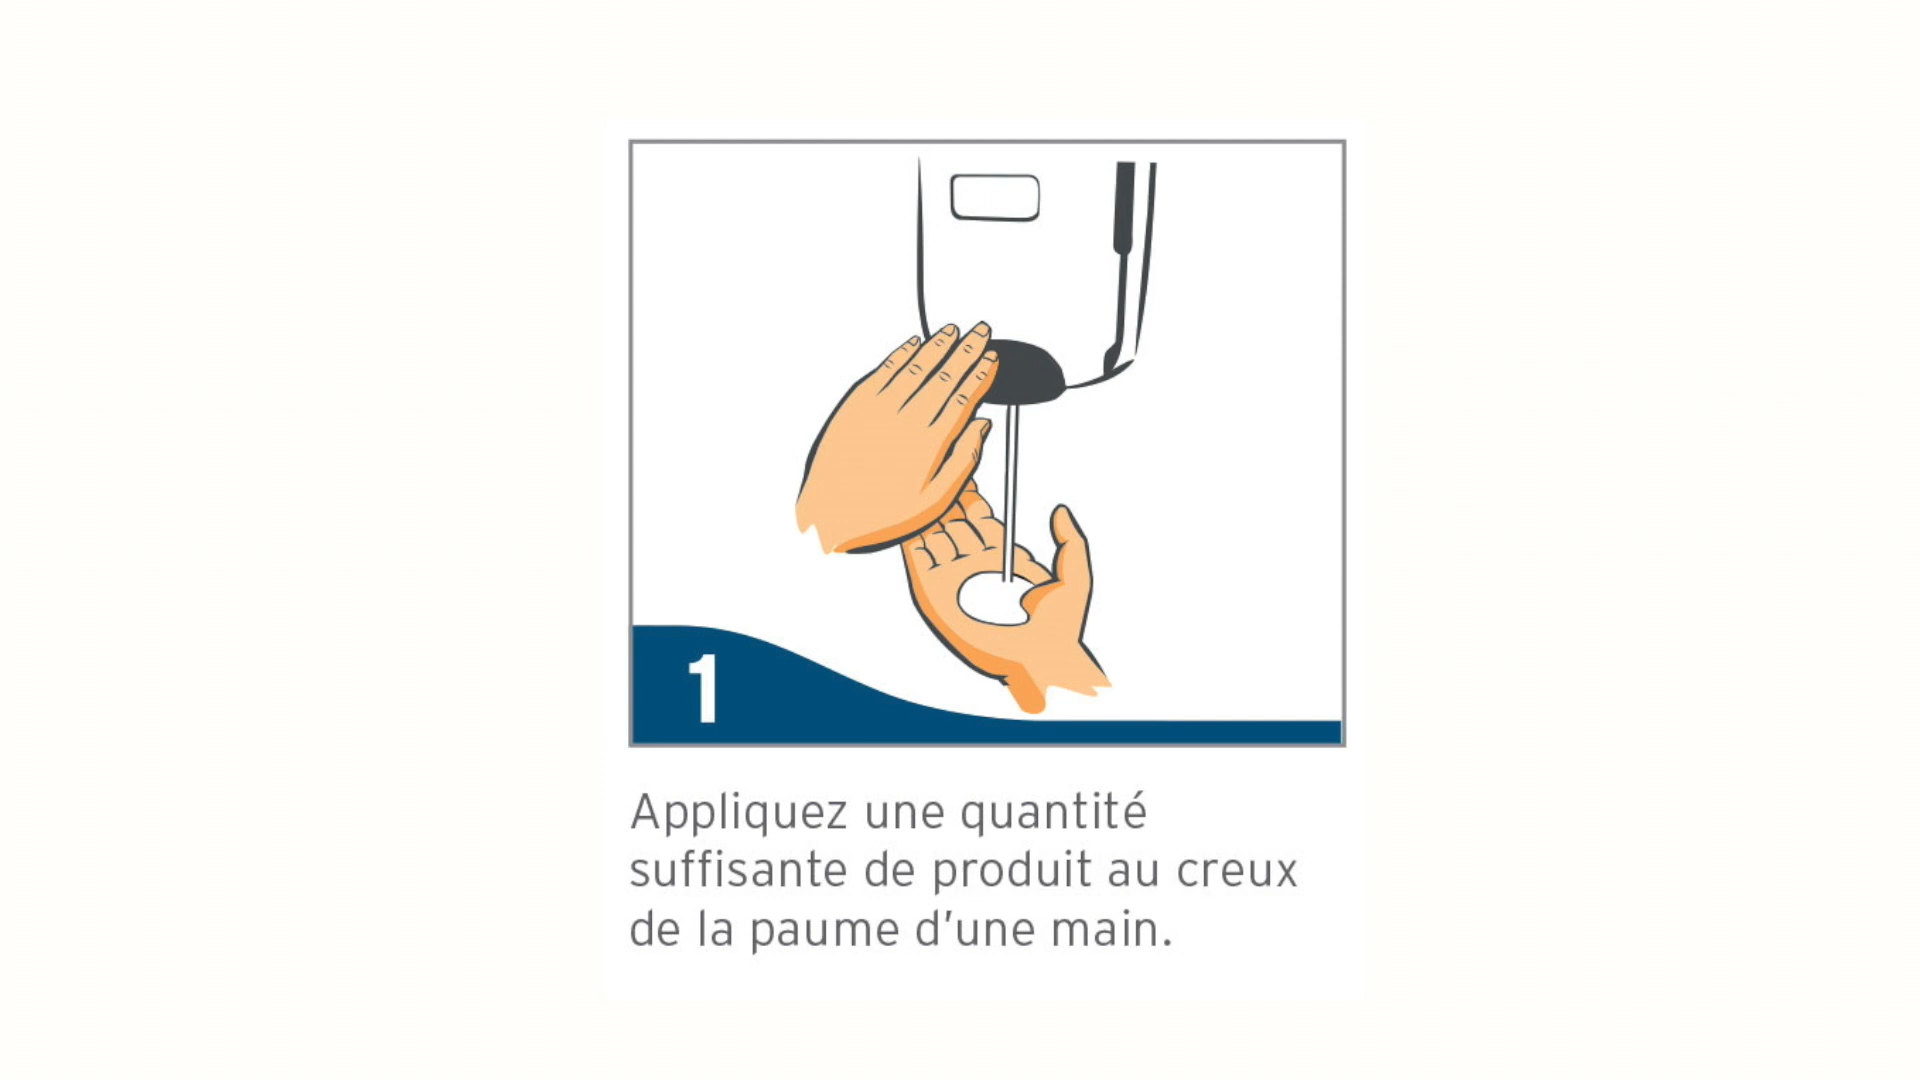 1
Appliquez une quantité
suffisante de produit au creux
de la paume d’une main.